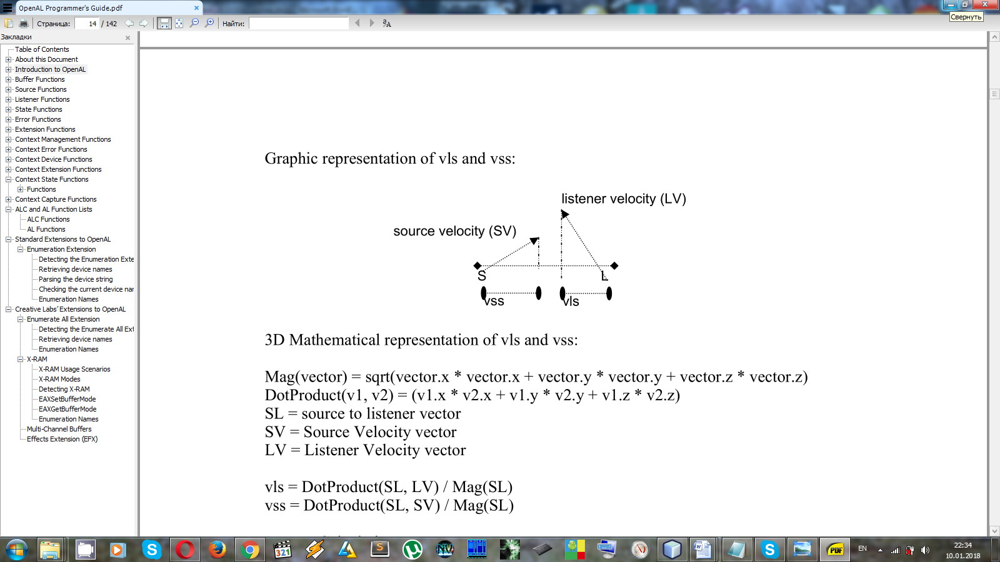 OpenAL Programmer's Guide.pdf
Свернуть
Страница: 14 / 142 Найти:
Закладки
Table of Contents
About this Document
Introduction to OpenAL
Buffer Functions
Source Functions
Listener Functions
State Functions
Error Functions
Extension Functions
Context Management Functions
Context Error Functions
Context Device Functions
Context Extension Functions
Context State Functions
Functions
Context Capture Functions
ALC and AL Function Lists
ALC Functions
AL Functions
Standard Extensions to OpenAL
Enumeration Extension
Detecting the Enumeration Exte
Retrieving device names
Parsing the device string
Checking the current device nar
Enumeration Names
Creative Labs' Extensions to OpenAL
Enumerate All Extension
Detecting the Enumerate All Ext
Retrieving device names
Enumeration Names
X-RAM
X-RAM Usage Scenarios
X-RAM Modes
Detecting X-RAM
EAXSetBufferMode
EAXGetBufferMode
Enumeration Names
Multi-Channel Buffers
Effects Extension (EFX)
Graphic representation of vls and vss:
listener velocity (LV)
source velocity (SV)
S L
vss vls
3D Mathematical representation of vls and vss:
Mag(vector) = sqrt(vector.x * vector.x + vector.y * vector.y + vector.z * vector.z)
DotProduct(v1, v2) = (v1.x * v2.x + v1.y * v2.y + v1.z * v2.z)
SL = source to listener vector
SV = Source Velocity vector
LV = Listener Velocity vector
vls = DotProduct(SL, LV) / Mag(SL)
vss = DotProduct(SL, SV) / Mag(SL)
321
PDF
EN
22:34
10.01.2018